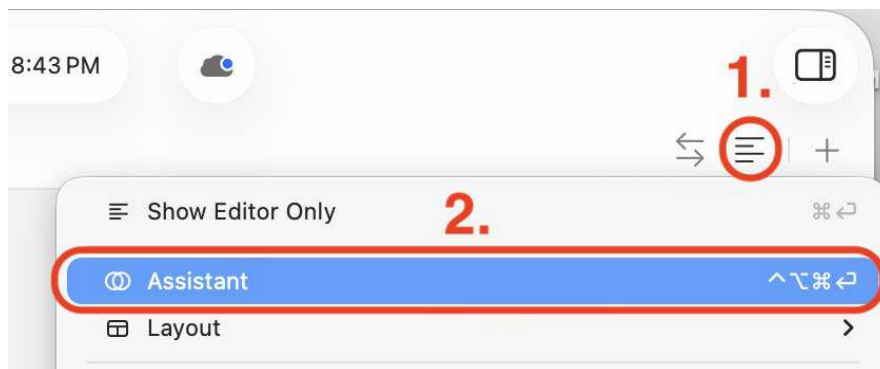 8:43 PM
1.
Show Editor Only ⌘↩
2.
Assistant ^⌥⌘↩
Layout